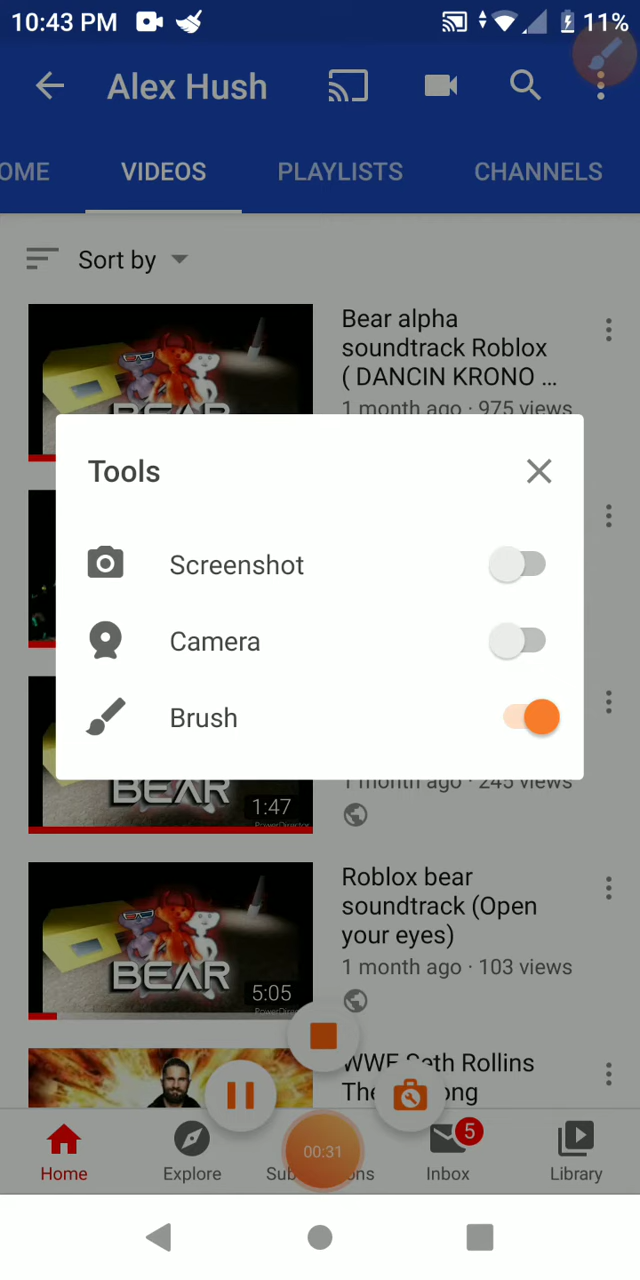 10:43 PM
11%
Alex Hush
OME
VIDEOS
PLAYLISTS
CHANNELS
Sort by
Bear alpha
soundtrack Roblox
( DANCIN KRONO ...
1 month ago · 975 views
Tools
Screenshot
Camera
Brush
BEAR
1:47
PowerDirector
1 month ago · 245 views
BEAR
5:05
Roblox bear
soundtrack (Open
your eyes)
1 month ago · 103 views
WWE Seth Rollins
The ong
00:31
5
Home
Explore
Sub ons
Inbox
Library